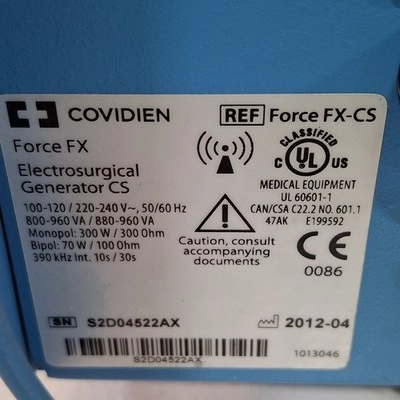 COVIDIEN
REF Force FX-CS
Force FX
Electrosurgical
Generator CS
100-120 / 220-240 V~, 50/60 Hz
800-960 VA / 880-960 VA
Monopol: 300 W / 300 Ohm
Bipol: 70 W / 100 Ohm
390 kHz Int. 10s / 30s
Caution, consult
accompanying
documents
CLASSIFIED
C UL US
MEDICAL EQUIPMENT
UL 60601-1
CAN/CSA C22.2 NO. 601.1
47AK E199592
CE
0086
SN S2D04522AX
2012-04
S2D04522AX
1013046